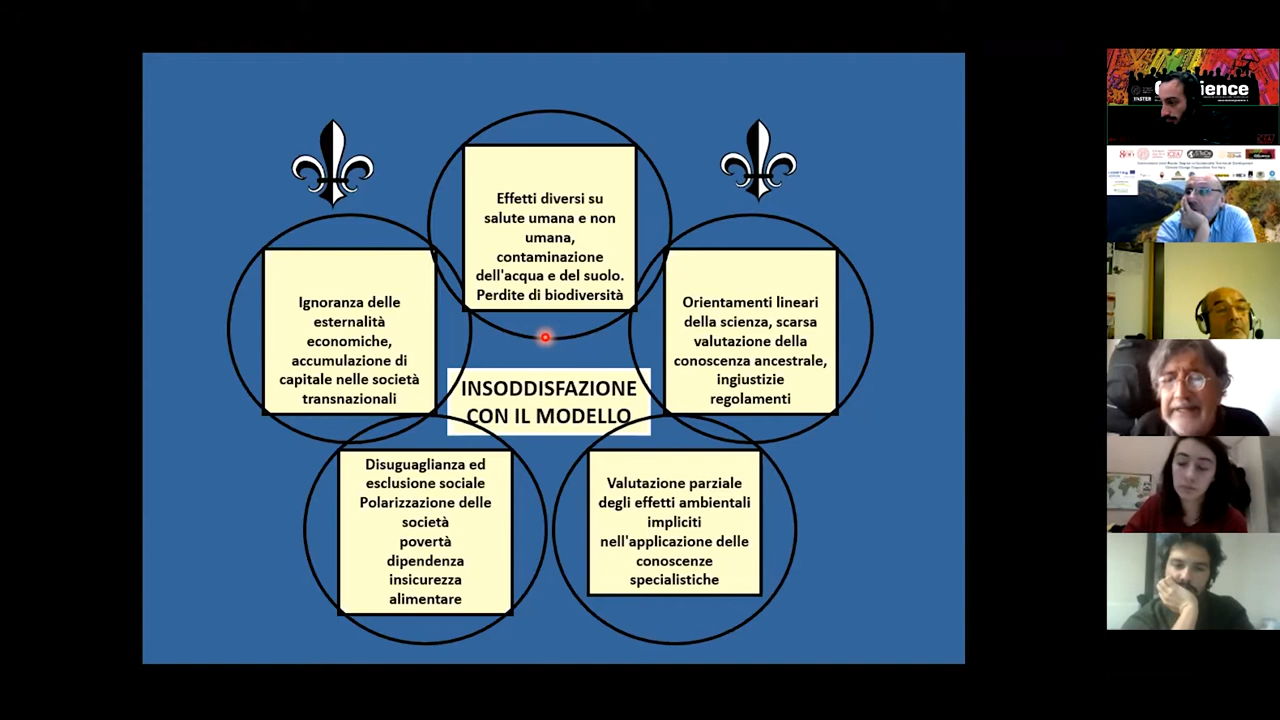 Effetti diversi su
salute umana e non
umana,
contaminazione
dell'acqua e del suolo.
Perdite di biodiversità
Ignoranza delle
esternalità
economiche,
accumulazione di
capitale nelle società
transnazionali
Orientamenti lineari
della scienza, scarsa
valutazione della
conoscenza ancestrale,
ingiustizie
regolamenti
INSODDISFAZIONE
CON IL MODELLO
Disuguaglianza ed
esclusione sociale
Polarizzazione delle
società
povertà
dipendenza
insicurezza
alimentare
Valutazione parziale
degli effetti ambientali
impliciti
nell'applicazione delle
conoscenze
specialistiche